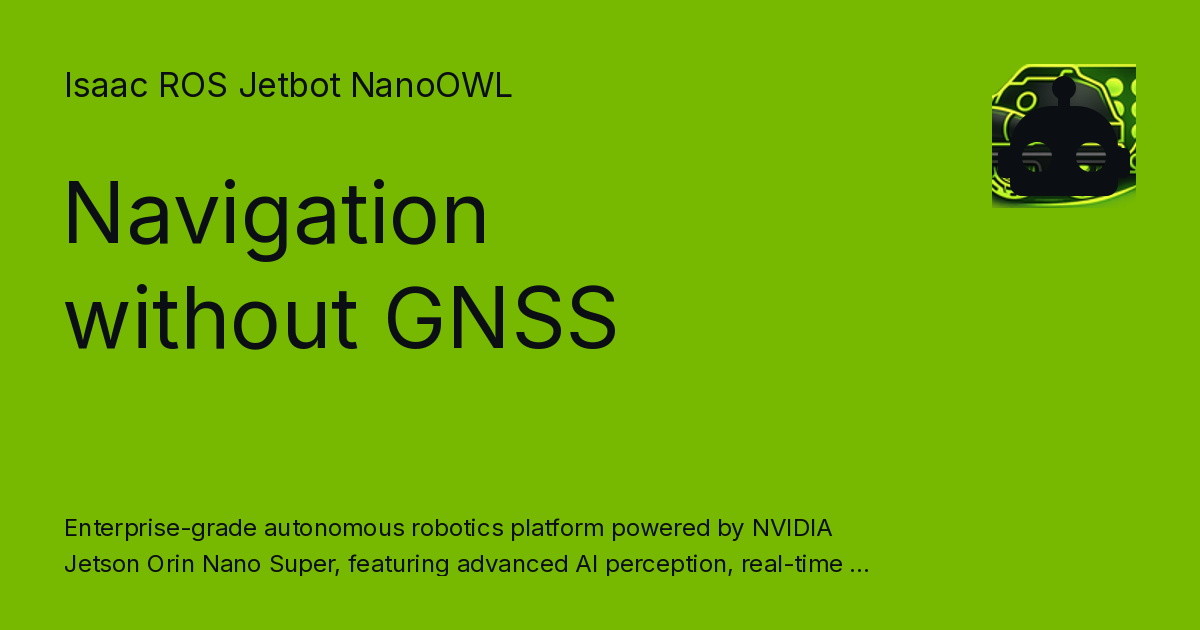 Isaac ROS Jetbot NanoOWL
Navigation
without GNSS
Enterprise-grade autonomous robotics platform powered by NVIDIA
Jetson Orin Nano Super, featuring advanced AI perception, real-time ...